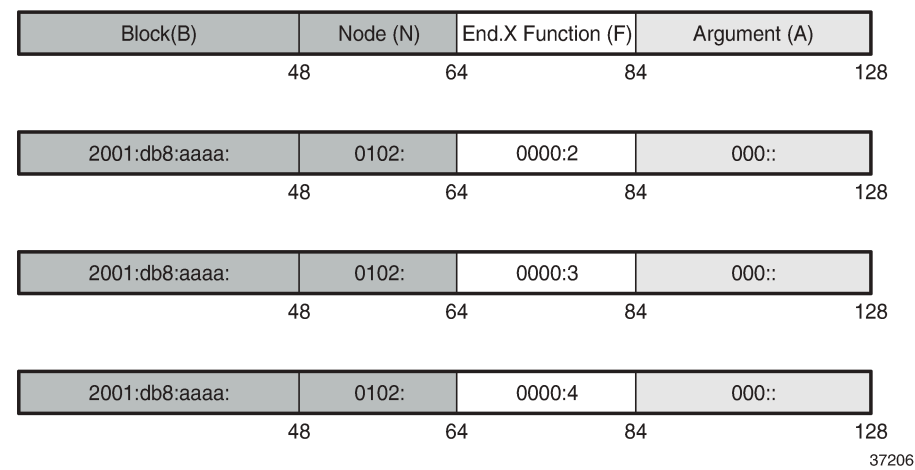 Block(B) Node (N) End.X Function (F) Argument (A)
48 64 84 128
2001:db8:aaaa: 0102: 0000:2 000::
48 64 84 128
2001:db8:aaaa: 0102: 0000:3 000::
48 64 84 128
2001:db8:aaaa: 0102: 0000:4 000::
48 64 84 128
37206